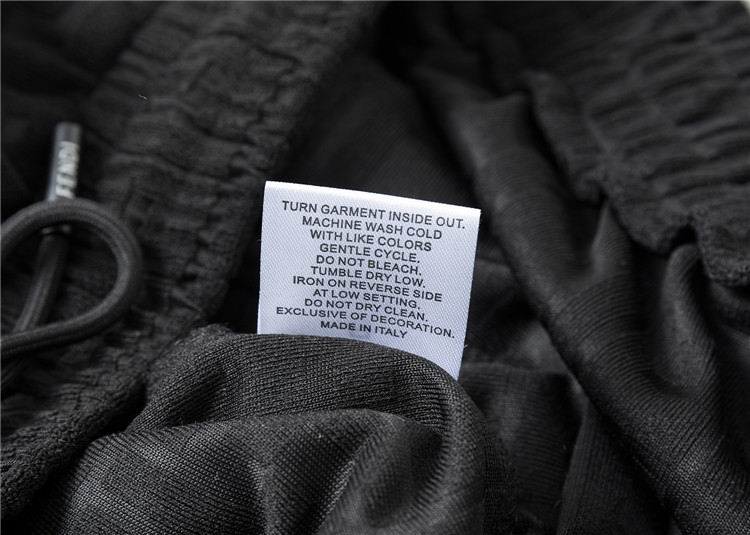 FENDI
TURN GARMENT INSIDE OUT.
MACHINE WASH COLD
WITH LIKE COLORS
GENTLE CYCLE.
DO NOT BLEACH.
TUMBLE DRY LOW.
IRON ON REVERSE SIDE
AT LOW SETTING.
DO NOT DRY CLEAN.
EXCLUSIVE OF DECORATION.
MADE IN ITALY